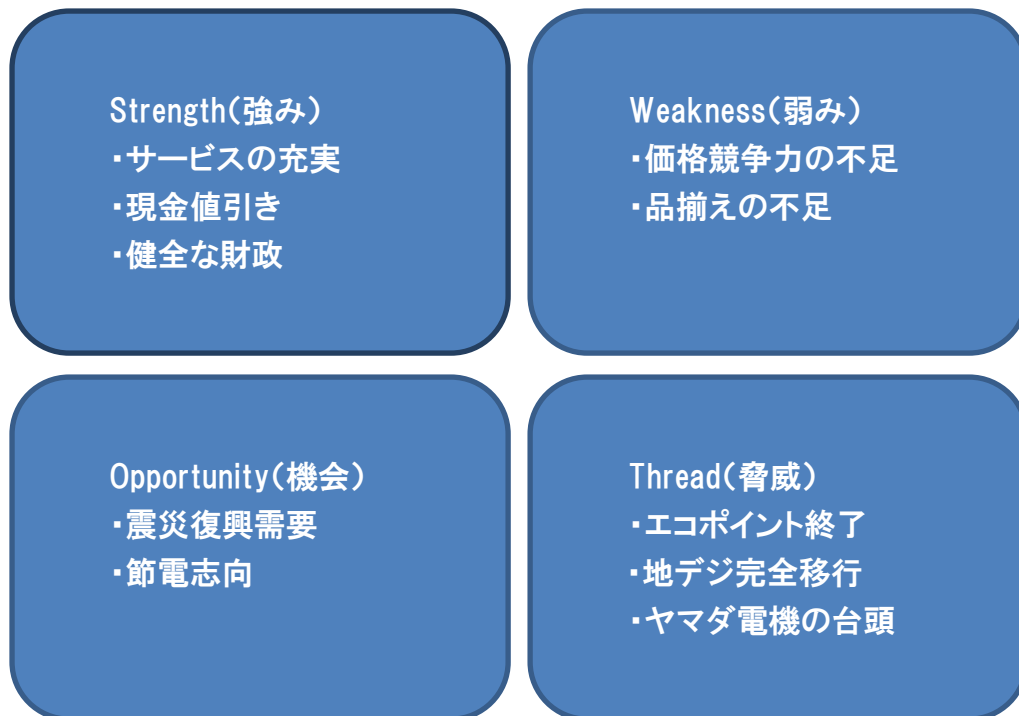 Strength(強み)
・サービスの充実
・現金値引き
・健全な財政
Weakness(弱み)
・価格競争力の不足
・品揃えの不足
Opportunity(機会)
・震災復興需要
・節電志向
Thread(脅威)
・エコポイント終了
・地デジ完全移行
・ヤマダ電機の台頭